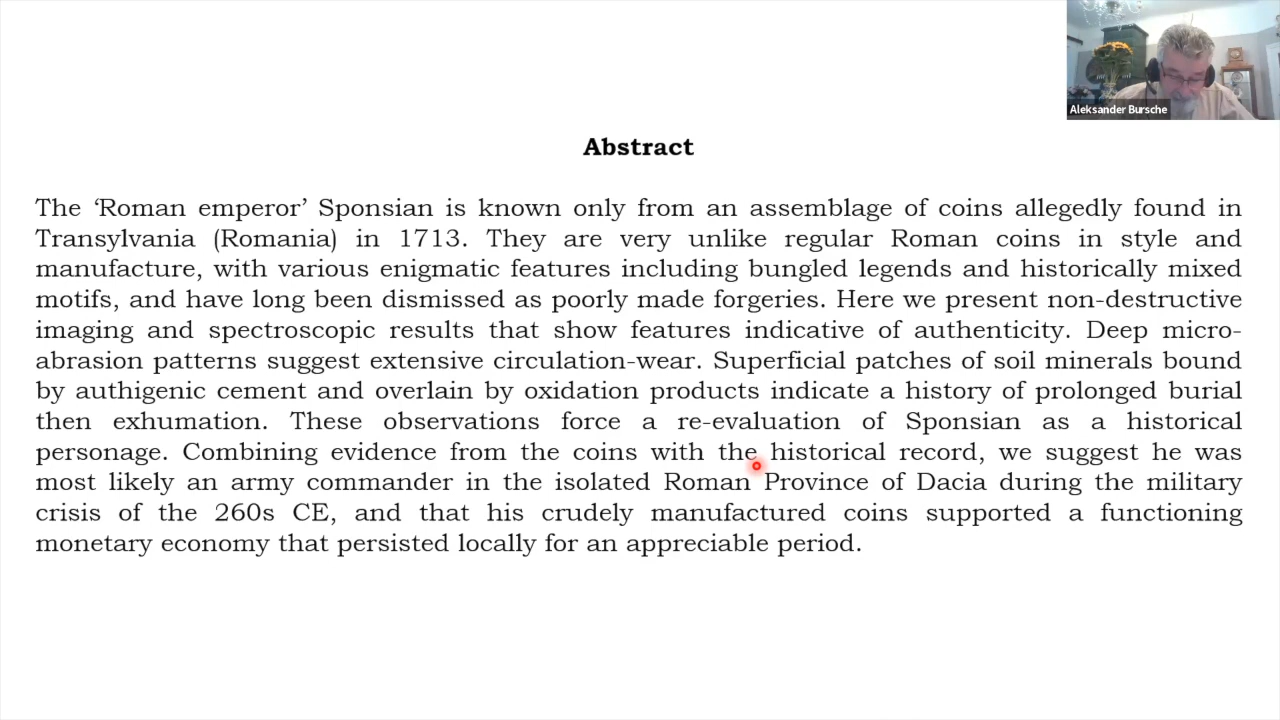 Aleksander Bursche
Abstract
The ‘Roman emperor’ Sponsian is known only from an assemblage of coins allegedly found in
Transylvania (Romania) in 1713. They are very unlike regular Roman coins in style and
manufacture, with various enigmatic features including bungled legends and historically mixed
motifs, and have long been dismissed as poorly made forgeries. Here we present non-destructive
imaging and spectroscopic results that show features indicative of authenticity. Deep micro-
abrasion patterns suggest extensive circulation-wear. Superficial patches of soil minerals bound
by authigenic cement and overlain by oxidation products indicate a history of prolonged burial
then exhumation. These observations force a re-evaluation of Sponsian as a historical
personage. Combining evidence from the coins with the historical record, we suggest he was
most likely an army commander in the isolated Roman Province of Dacia during the military
crisis of the 260s CE, and that his crudely manufactured coins supported a functioning
monetary economy that persisted locally for an appreciable period.